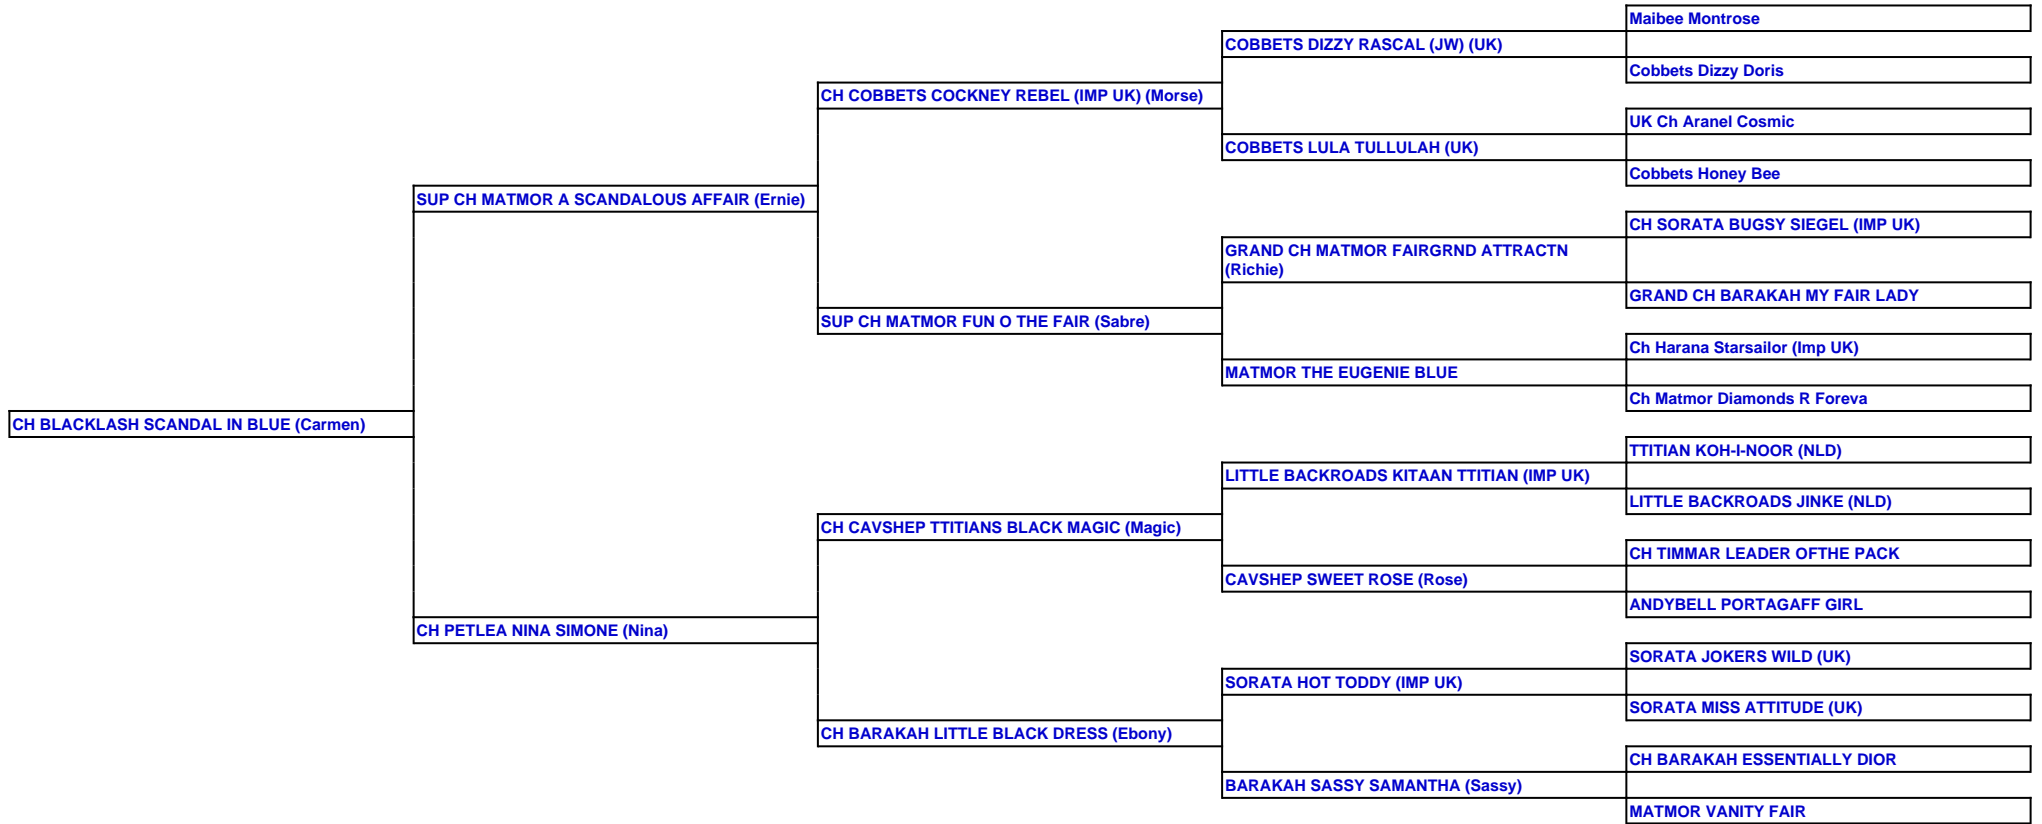 Maibee Montrose
COBBETS DIZZY RASCAL (JW) (UK)
Cobbets Dizzy Doris
CH COBBETS COCKNEY REBEL (IMP UK) (Morse)
UK Ch Aranel Cosmic
COBBETS LULA TULLULAH (UK)
Cobbets Honey Bee
SUP CH MATMOR A SCANDALOUS AFFAIR (Ernie)
CH SORATA BUGSY SIEGEL (IMP UK)
GRAND CH MATMOR FAIRGRND ATTRACTN
(Richie)
GRAND CH BARAKAH MY FAIR LADY
SUP CH MATMOR FUN O THE FAIR (Sabre)
Ch Harana Starsailor (Imp UK)
MATMOR THE EUGENIE BLUE
Ch Matmor Diamonds R Foreva
CH BLACKLASH SCANDAL IN BLUE (Carmen)
TTITIAN KOH-I-NOOR (NLD)
LITTLE BACKROADS KITAAN TTITIAN (IMP UK)
LITTLE BACKROADS JINKE (NLD)
CH CAVSHEP TTITIANS BLACK MAGIC (Magic)
CH TIMMAR LEADER OFTHE PACK
CAVSHEP SWEET ROSE (Rose)
ANDYBELL PORTAGAFF GIRL
CH PETLEA NINA SIMONE (Nina)
SORATA JOKERS WILD (UK)
SORATA HOT TODDY (IMP UK)
SORATA MISS ATTITUDE (UK)
CH BARAKAH LITTLE BLACK DRESS (Ebony)
CH BARAKAH ESSENTIALLY DIOR
BARAKAH SASSY SAMANTHA (Sassy)
MATMOR VANITY FAIR